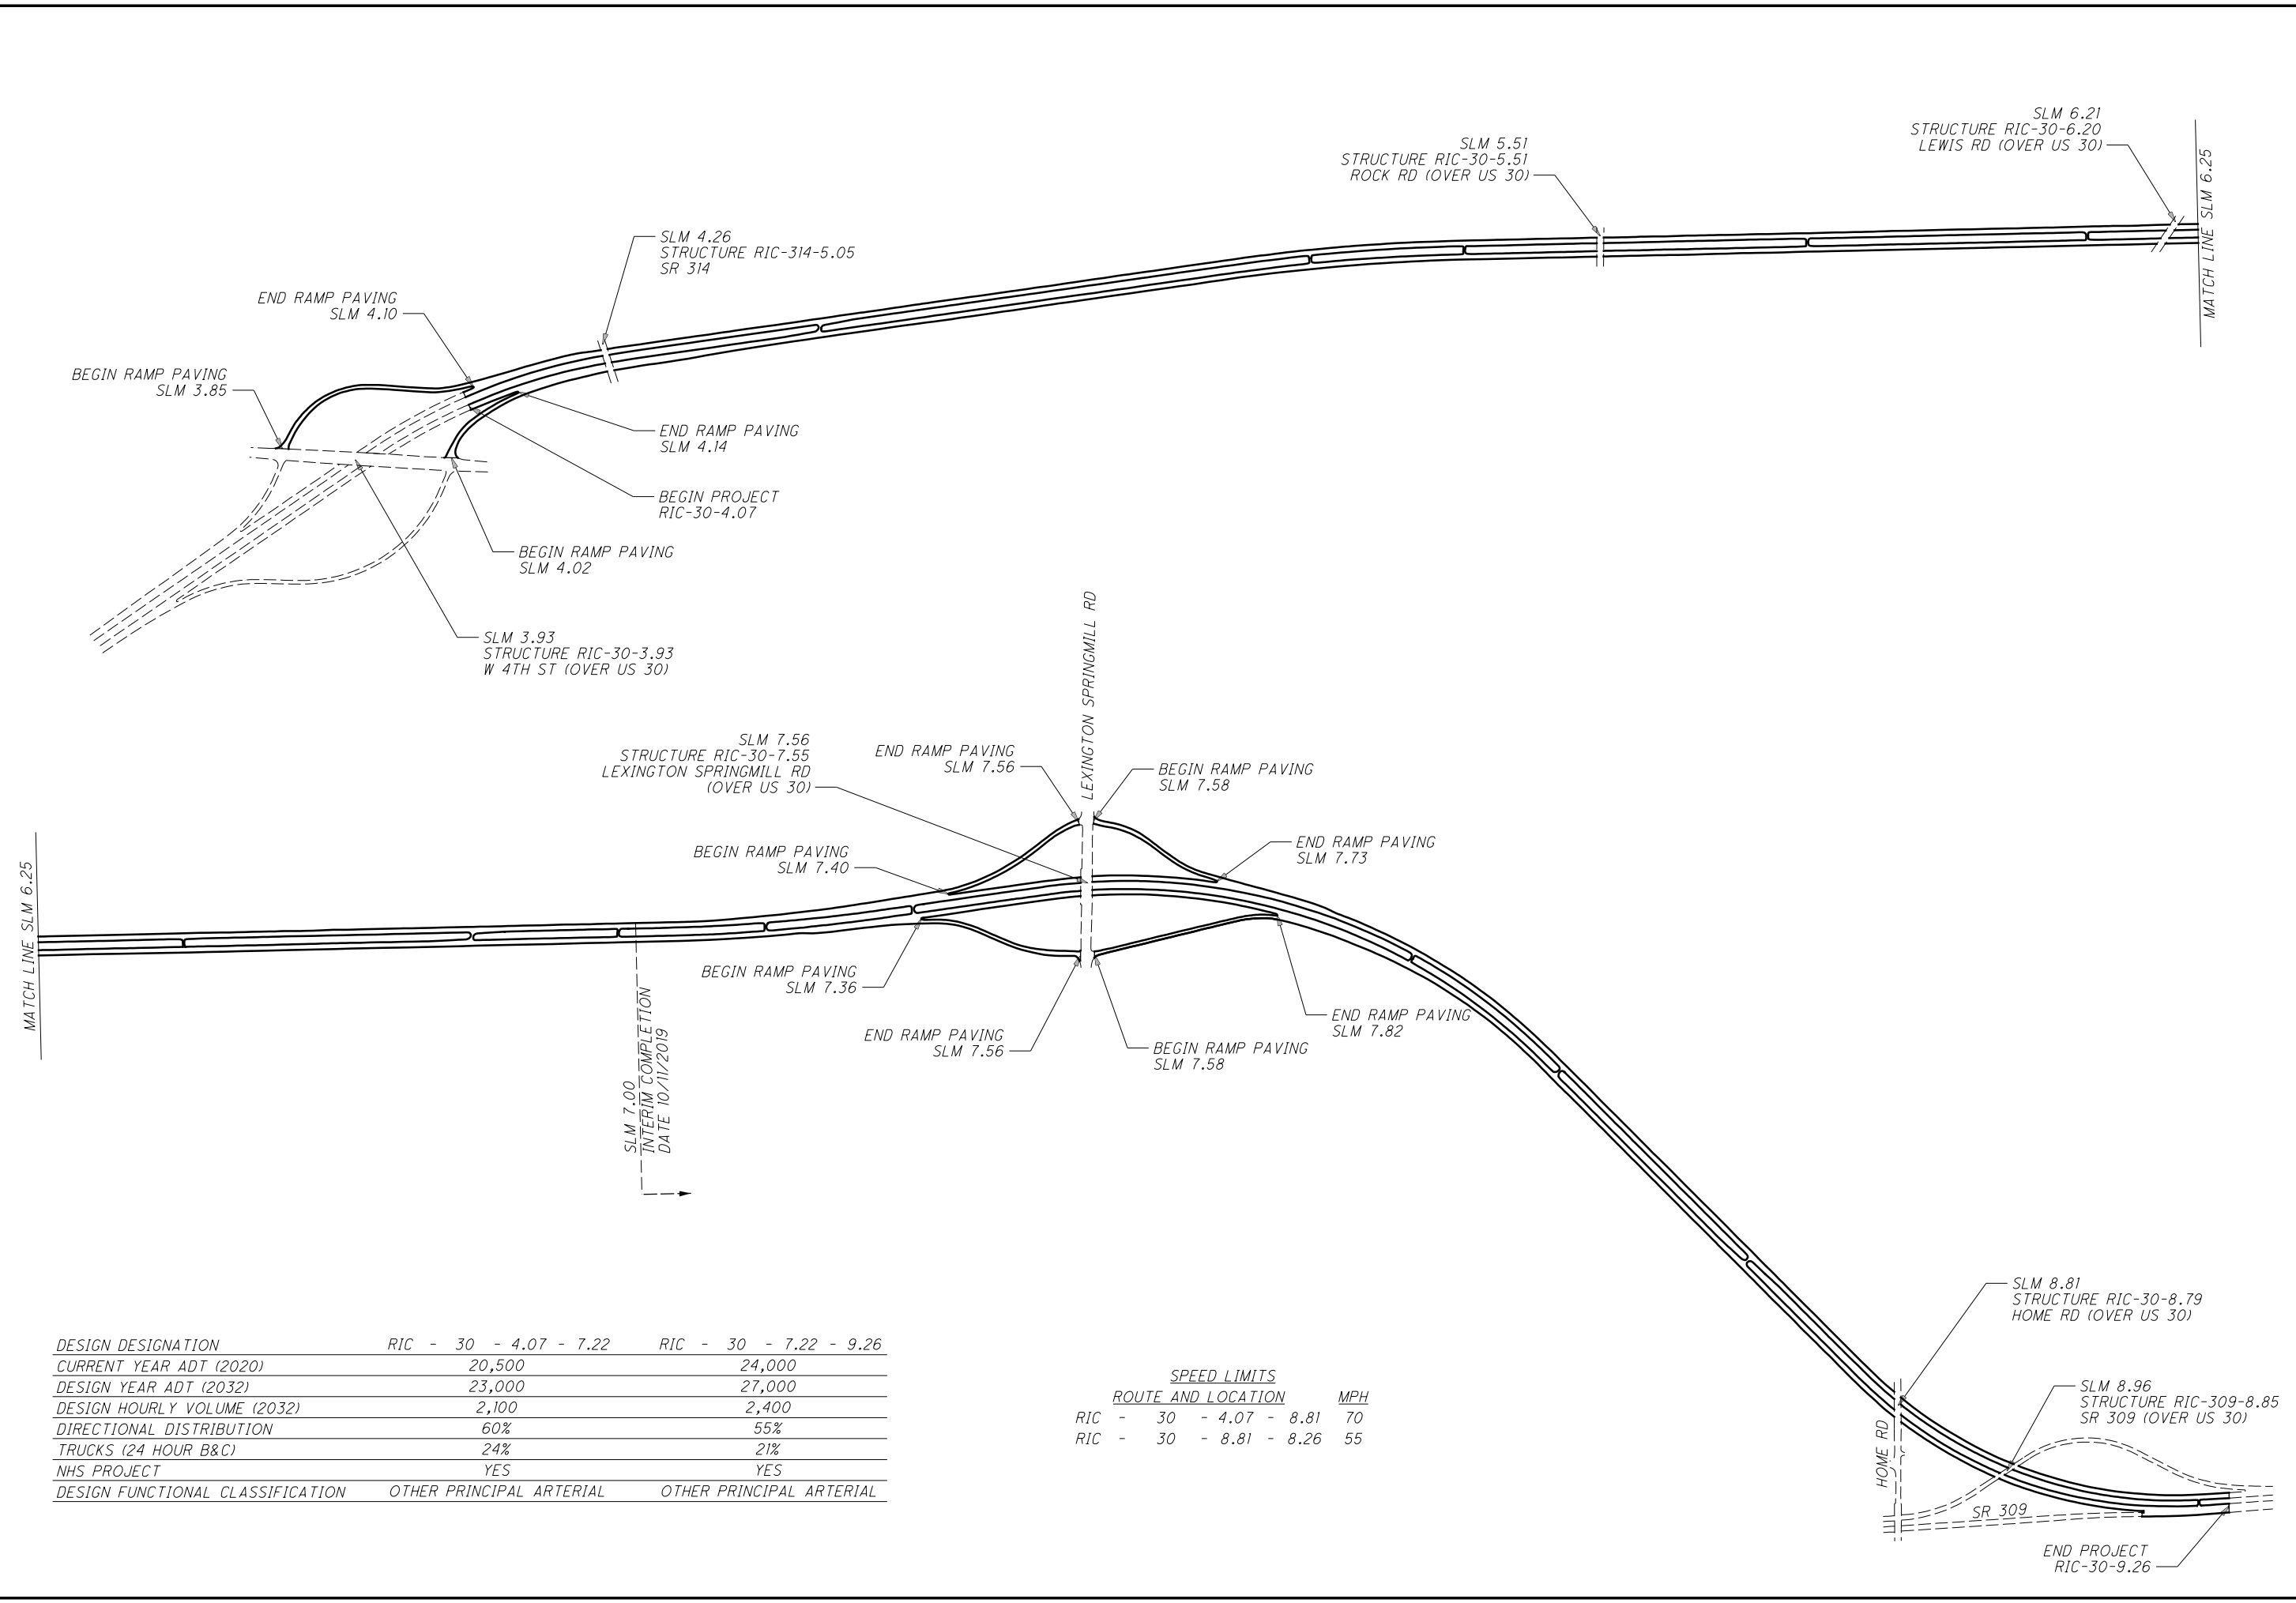 SLM 6.21
STRUCTURE RIC-30-6.20
LEWIS RD (OVER US 30)
SLM 5.51
STRUCTURE RIC-30-5.51
ROCK RD (OVER US 30)
MATCH LINE SLM 6.25
SLM 4.26
STRUCTURE RIC-314-5.05
SR 314
END RAMP PAVING
SLM 4.10
BEGIN RAMP PAVING
SLM 3.85
END RAMP PAVING
SLM 4.14
BEGIN PROJECT
RIC-30-4.07
BEGIN RAMP PAVING
SLM 4.02
SLM 3.93
STRUCTURE RIC-30-3.93
W 4TH ST (OVER US 30)
LEXINGTON SPRINGMILL RD
SLM 7.56
STRUCTURE RIC-30-7.55
LEXINGTON SPRINGMILL RD
(OVER US 30)
END RAMP PAVING
SLM 7.56
BEGIN RAMP PAVING
SLM 7.58
BEGIN RAMP PAVING
SLM 7.40
END RAMP PAVING
SLM 7.73
MATCH LINE SLM 6.25
BEGIN RAMP PAVING
SLM 7.36
END RAMP PAVING
SLM 7.56
BEGIN RAMP PAVING
SLM 7.58
END RAMP PAVING
SLM 7.82
SLM 7.00
INTERIM COMPLETION
DATE 10/11/2019
SLM 8.81
STRUCTURE RIC-30-8.79
HOME RD (OVER US 30)
SLM 8.96
STRUCTURE RIC-309-8.85
SR 309 (OVER US 30)
HOME RD
SR 309
END PROJECT
RIC-30-9.26
DESIGN DESIGNATION RIC - 30 - 4.07 - 7.22 RIC - 30 - 7.22 - 9.26
CURRENT YEAR ADT (2020) 20,500 24,000
DESIGN YEAR ADT (2032) 23,000 27,000
DESIGN HOURLY VOLUME (2032) 2,100 2,400
DIRECTIONAL DISTRIBUTION 60% 55%
TRUCKS (24 HOUR B&C) 24% 21%
NHS PROJECT YES YES
DESIGN FUNCTIONAL CLASSIFICATION OTHER PRINCIPAL ARTERIAL OTHER PRINCIPAL ARTERIAL
SPEED LIMITS
ROUTE AND LOCATION MPH
RIC - 30 - 4.07 - 8.81 70
RIC - 30 - 8.81 - 8.26 55